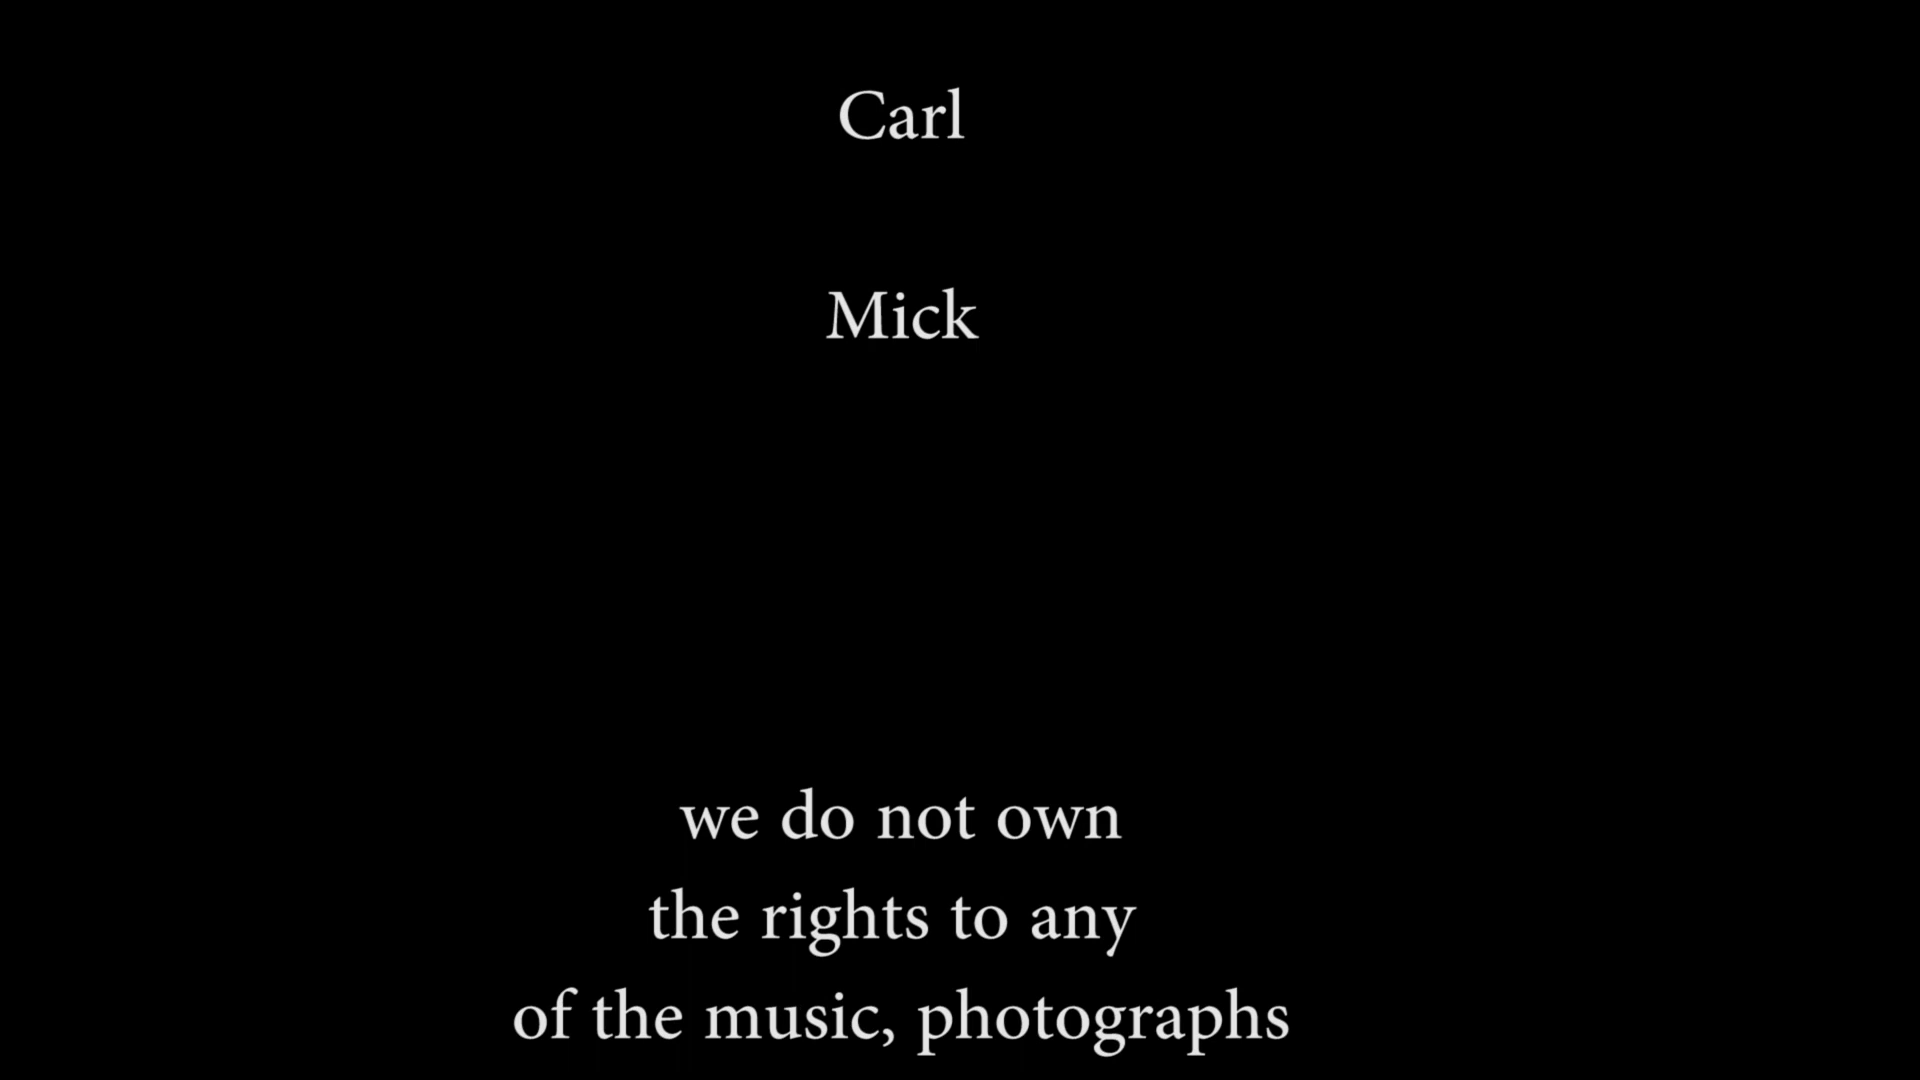 Carl
Mick
we do not own
the rights to any
of the music, photographs